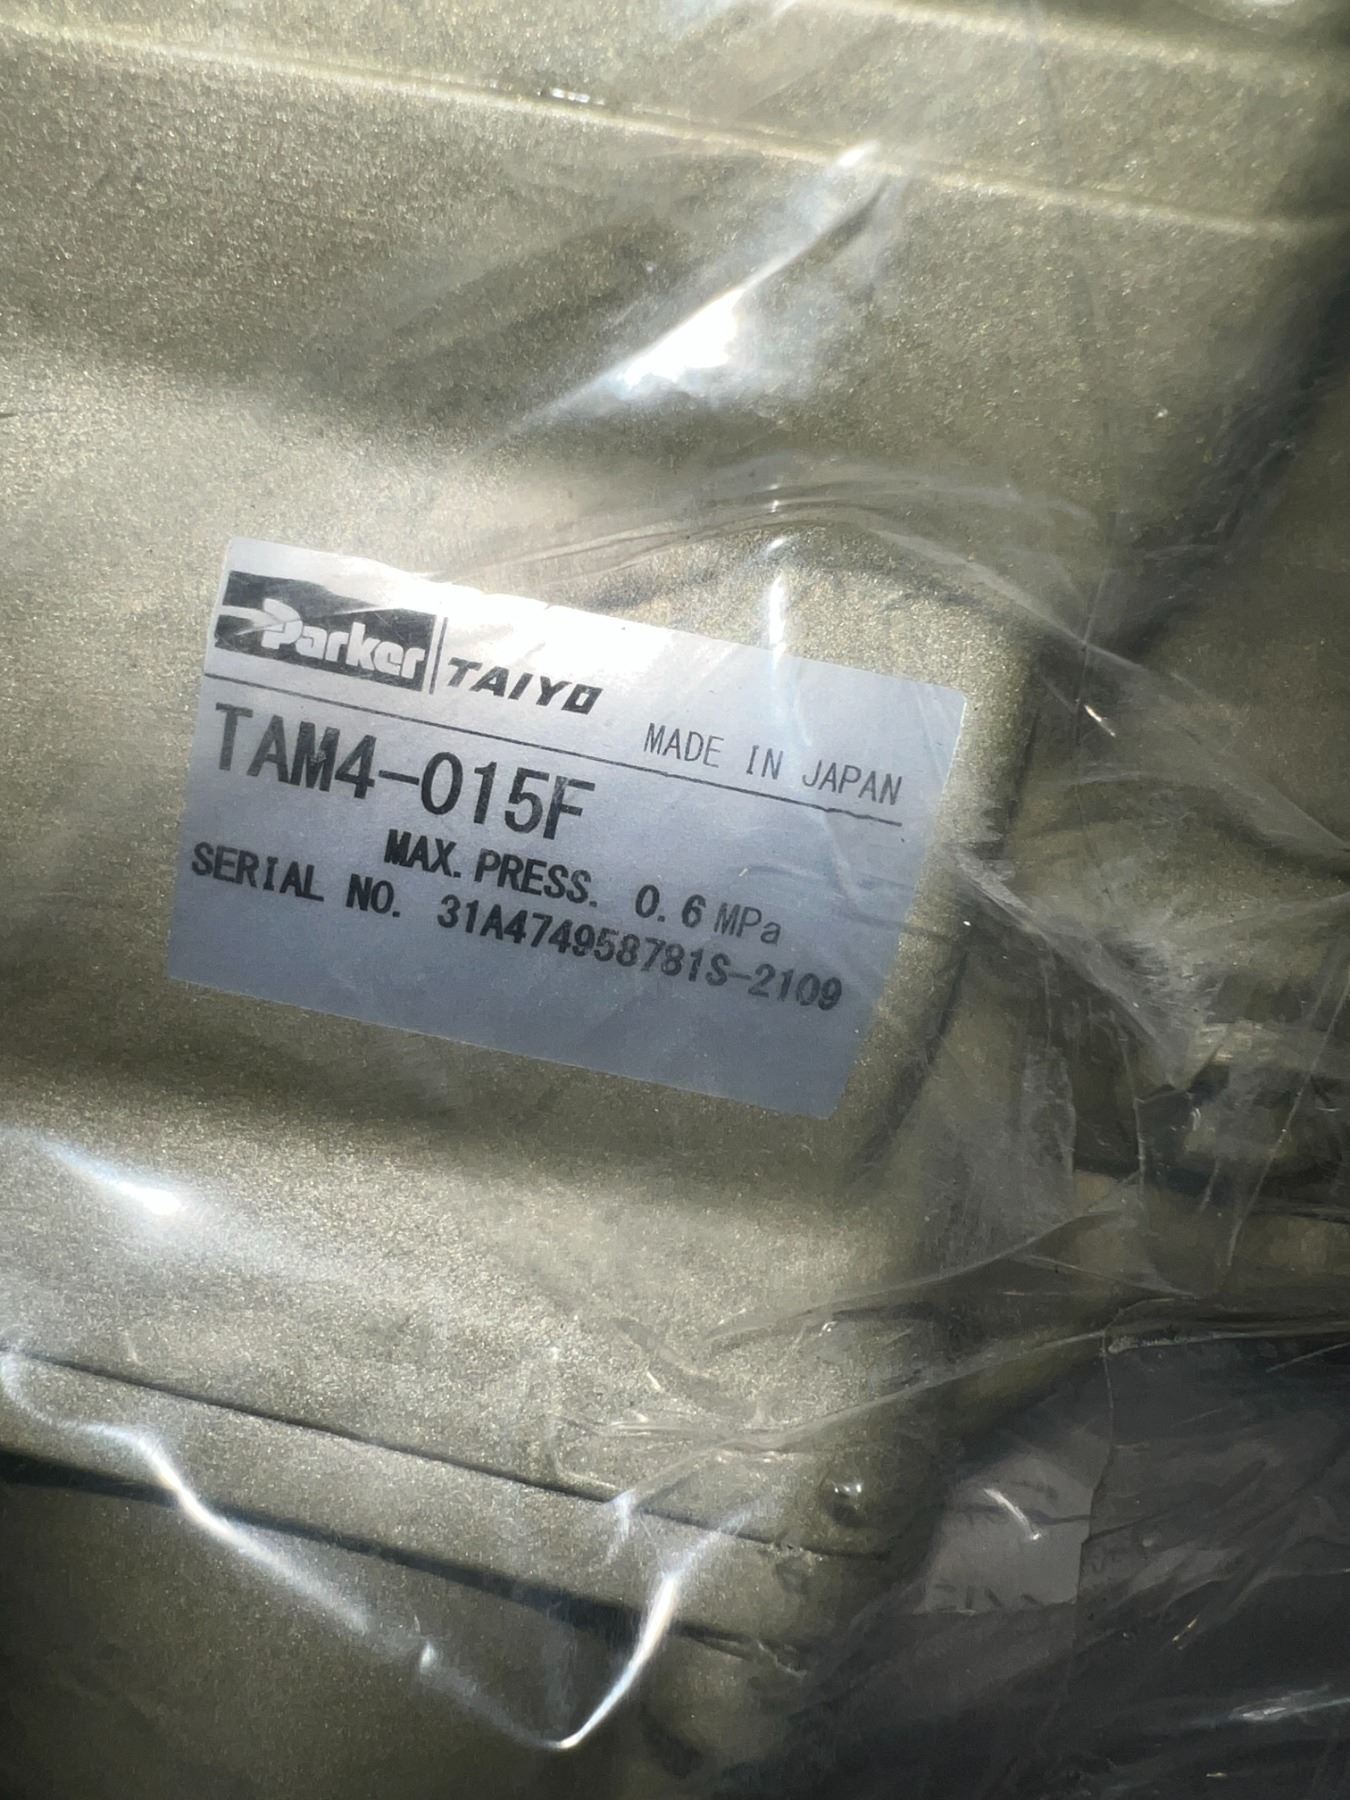 Parker TAIYO
MADE IN JAPAN
TAM4-015F
MAX. PRESS. 0.6 MPa
SERIAL NO. 31A474958781S-2109